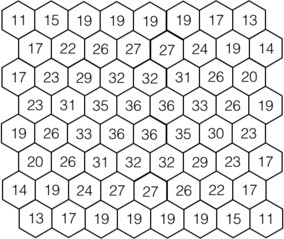 11 15 19 19 19 19 17 13
17 22 26 27 27 24 19 14
17 23 29 32 32 31 26 20
23 31 35 36 36 33 26 19
19 26 33 36 36 35 30 23
20 26 31 32 32 29 23 17
14 19 24 27 27 26 22 17
13 17 19 19 19 19 15 11